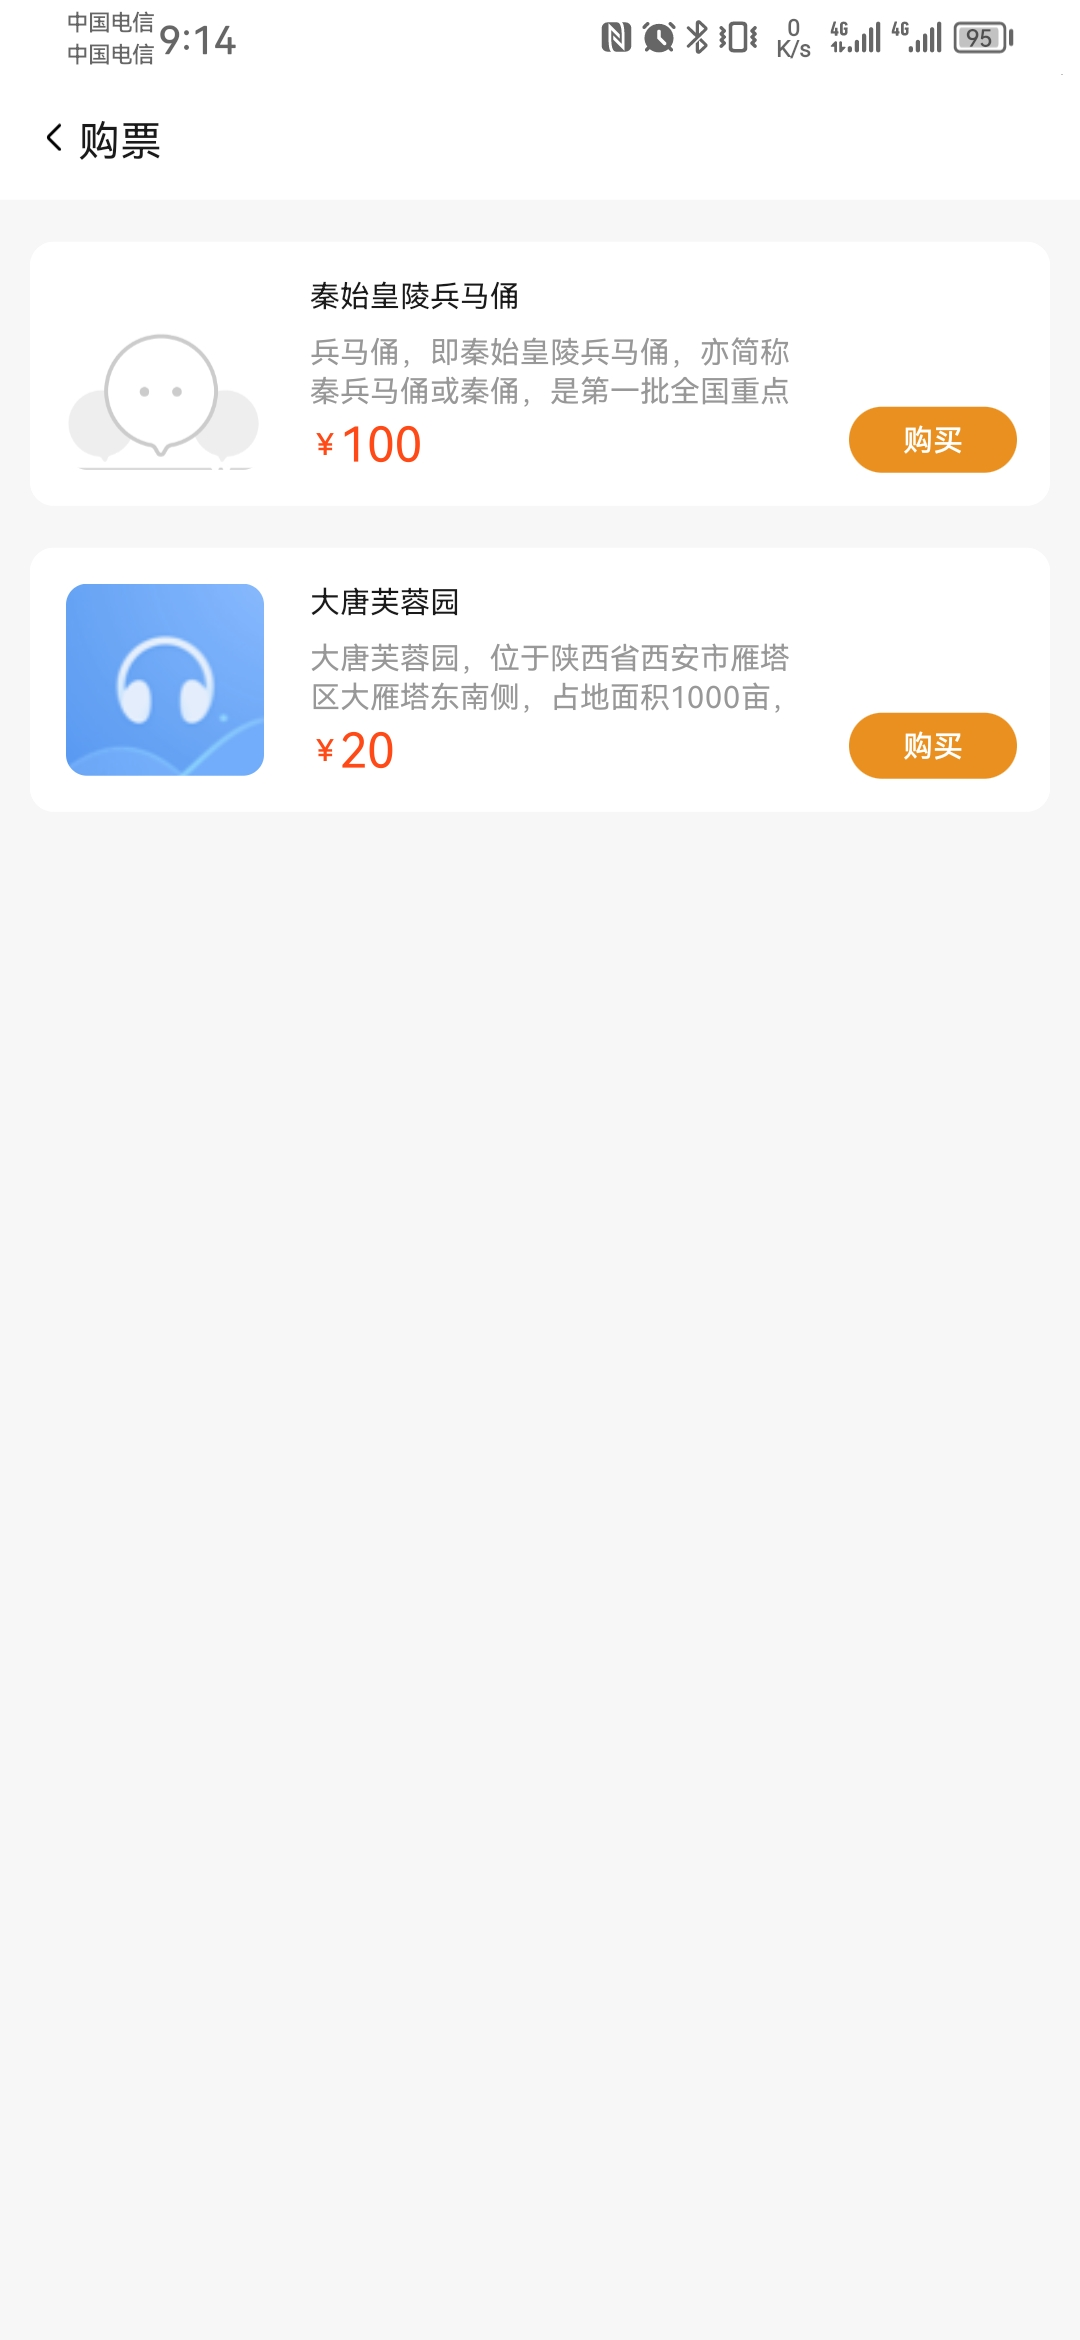 中国电信
中国电信
9:14
0
K/s
4G
4G
95
购票
秦始皇陵兵马俑
兵马俑，即秦始皇陵兵马俑，亦简称
秦兵马俑或秦俑，是第一批全国重点
¥100
购买
大唐芙蓉园
大唐芙蓉园，位于陕西省西安市雁塔
区大雁塔东南侧，占地面积1000亩，
¥20
购买